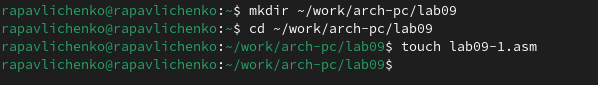 rapavlichenko@rapavlichenko:~$ mkdir ~/work/arch-pc/lab09
rapavlichenko@rapavlichenko:~$ cd ~/work/arch-pc/lab09
rapavlichenko@rapavlichenko:~/work/arch-pc/lab09$ touch lab09-1.asm
rapavlichenko@rapavlichenko:~/work/arch-pc/lab09$